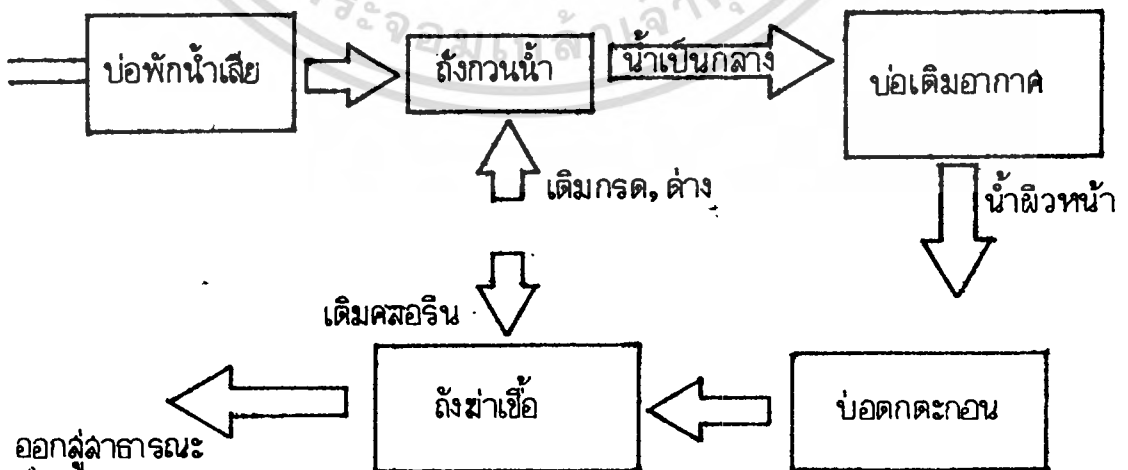 บ่อพักน้ำเสีย
ถังกวนน้ำ
น้ำเป็นกลาง
บ่อเติมอากาศ
เติมกรด, ด่าง
น้ำผิวหน้า
เติมคลอรีน
ถังฆ่าเชื้อ
บ่อตกตะกอน
ออกสู่สาธารณะ